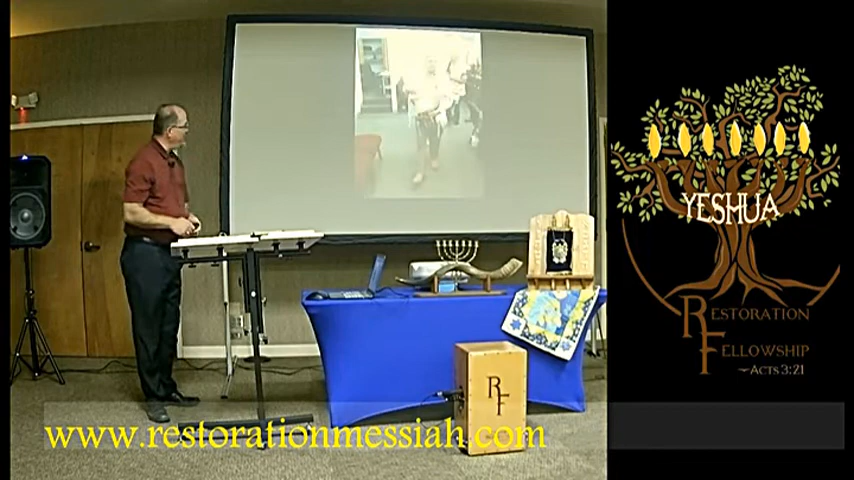 YESHUA
RESTORATION
FELLOWSHIP
~ACTS 3:21
RF
www.restorationmessiah.com